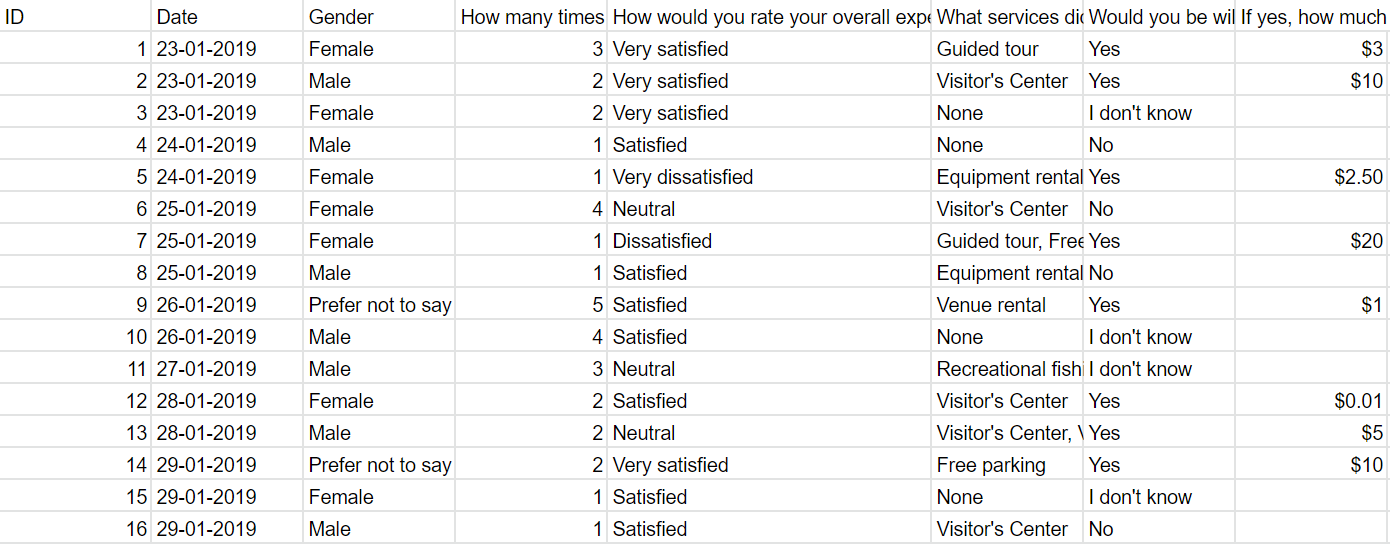 ID Date Gender How many times How would you rate your overall What services Would you be If yes, how much
1 23-01-2019 Female 3 Very satisfied Guided tour Yes $3
2 23-01-2019 Male 2 Very satisfied Visitor's Center Yes $10
3 23-01-2019 Female 2 Very satisfied None I don't know
4 24-01-2019 Male 1 Satisfied None No
5 24-01-2019 Female 1 Very dissatisfied Equipment rental Yes $2.50
6 25-01-2019 Female 4 Neutral Visitor's Center No
7 25-01-2019 Female 1 Dissatisfied Guided tour, Free Yes $20
8 25-01-2019 Male 1 Satisfied Equipment rental No
9 26-01-2019 Prefer not to say 5 Satisfied Venue rental Yes $1
10 26-01-2019 Male 4 Satisfied None I don't know
11 27-01-2019 Male 3 Neutral Recreational I don't know
12 28-01-2019 Female 2 Satisfied Visitor's Center Yes $0.01
13 28-01-2019 Male 2 Neutral Visitor's Center, Yes $5
14 29-01-2019 Prefer not to say 2 Very satisfied Free parking Yes $10
15 29-01-2019 Female 1 Satisfied None I don't know
16 29-01-2019 Male 1 Satisfied Visitor's Center No